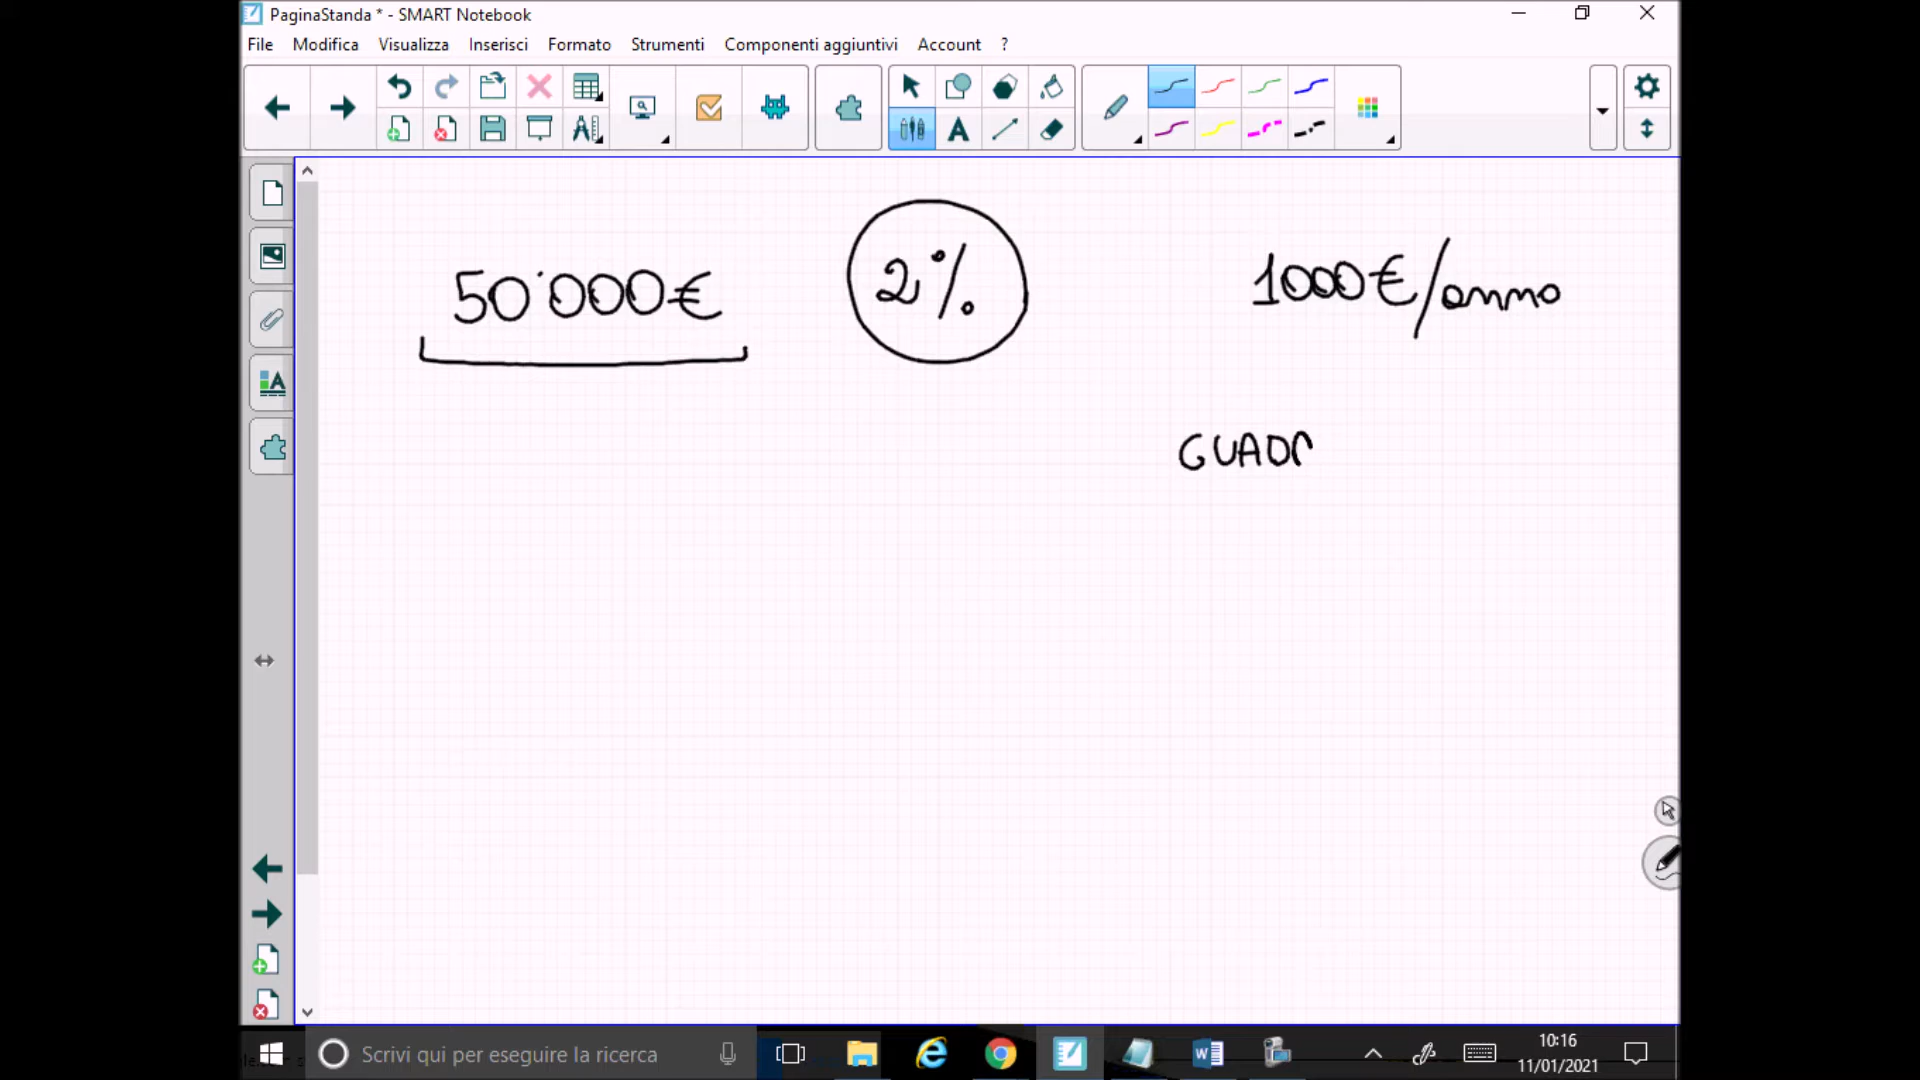 PaginaStanda * - SMART Notebook
File Modifica Visualizza Inserisci Formato Strumenti Componenti aggiuntivi Account ?
50'000€ 2% 1000€/anno
GUADr
Scrivi qui per eseguire la ricerca
10:16
11/01/2021